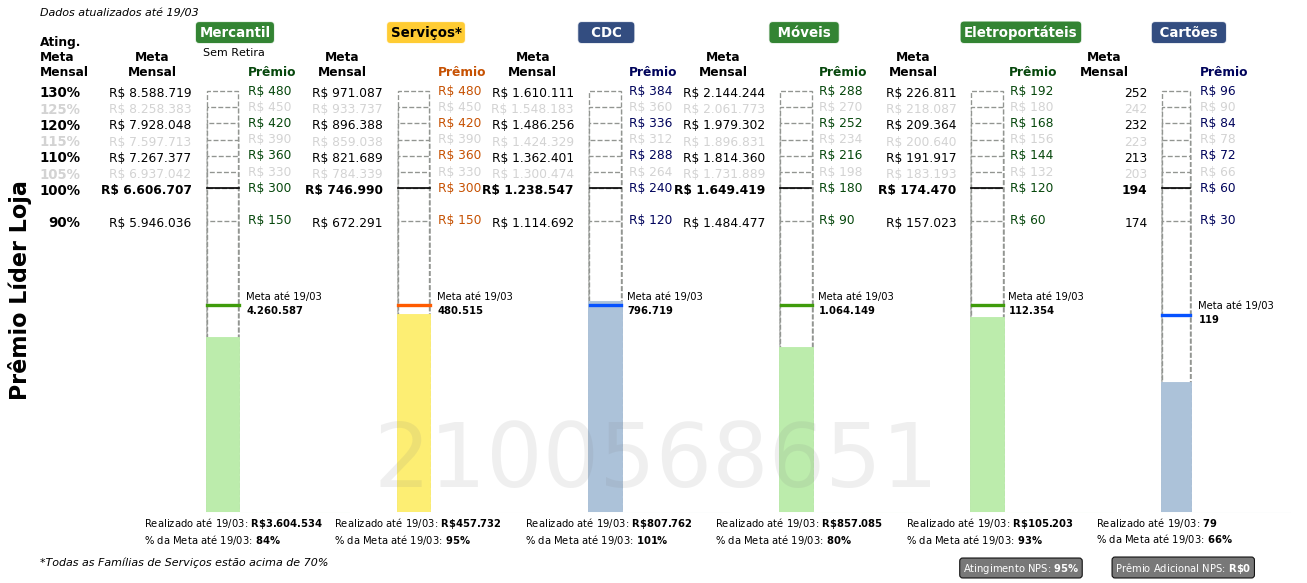 Dados atualizados até 19/03
Mercantil Serviços* CDC Móveis Eletroportáteis Cartões
Sem Retira
Ating. Meta Mensal
Meta Mensal Prêmio Meta Mensal Prêmio Meta Mensal Prêmio Meta Mensal Prêmio Meta Mensal Prêmio Meta Mensal Prêmio
130% R$ 8.588.719 R$ 480 R$ 971.087 R$ 480 R$ 1.610.111 R$ 384 R$ 2.144.244 R$ 288 R$ 226.811 R$ 192 252 R$ 96
125% R$ 8.258.383 R$ 450 R$ 933.737 R$ 450 R$ 1.548.183 R$ 360 R$ 2.061.773 R$ 270 R$ 218.087 R$ 180 242 R$ 90
120% R$ 7.928.048 R$ 420 R$ 896.388 R$ 420 R$ 1.486.256 R$ 336 R$ 1.979.302 R$ 252 R$ 209.364 R$ 168 232 R$ 84
115% R$ 7.597.713 R$ 390 R$ 859.038 R$ 390 R$ 1.424.329 R$ 312 R$ 1.896.831 R$ 234 R$ 200.640 R$ 156 223 R$ 78
110% R$ 7.267.377 R$ 360 R$ 821.689 R$ 360 R$ 1.362.401 R$ 288 R$ 1.814.360 R$ 216 R$ 191.917 R$ 144 213 R$ 72
105% R$ 6.937.042 R$ 330 R$ 784.339 R$ 330 R$ 1.300.474 R$ 264 R$ 1.731.889 R$ 198 R$ 183.193 R$ 132 203 R$ 66
100% R$ 6.606.707 R$ 300 R$ 746.990 R$ 300 R$ 1.238.547 R$ 240 R$ 1.649.419 R$ 180 R$ 174.470 R$ 120 194 R$ 60
90% R$ 5.946.036 R$ 150 R$ 672.291 R$ 150 R$ 1.114.692 R$ 120 R$ 1.484.477 R$ 90 R$ 157.023 R$ 60 174 R$ 30
Prêmio Líder Loja
Meta até 19/03 Meta até 19/03 Meta até 19/03 Meta até 19/03 Meta até 19/03 Meta até 19/03
4.260.587 480.515 796.719 1.064.149 112.354 119
2100568651
Realizado até 19/03: R$3.604.534 Realizado até 19/03: R$457.732 Realizado até 19/03: R$807.762 Realizado até 19/03: R$857.085 Realizado até 19/03: R$105.203 Realizado até 19/03: 79
% da Meta até 19/03: 84% % da Meta até 19/03: 95% % da Meta até 19/03: 101% % da Meta até 19/03: 80% % da Meta até 19/03: 93% % da Meta até 19/03: 66%
*Todas as Famílias de Serviços estão acima de 70%
Atingimento NPS: 95% Prêmio Adicional NPS: R$0